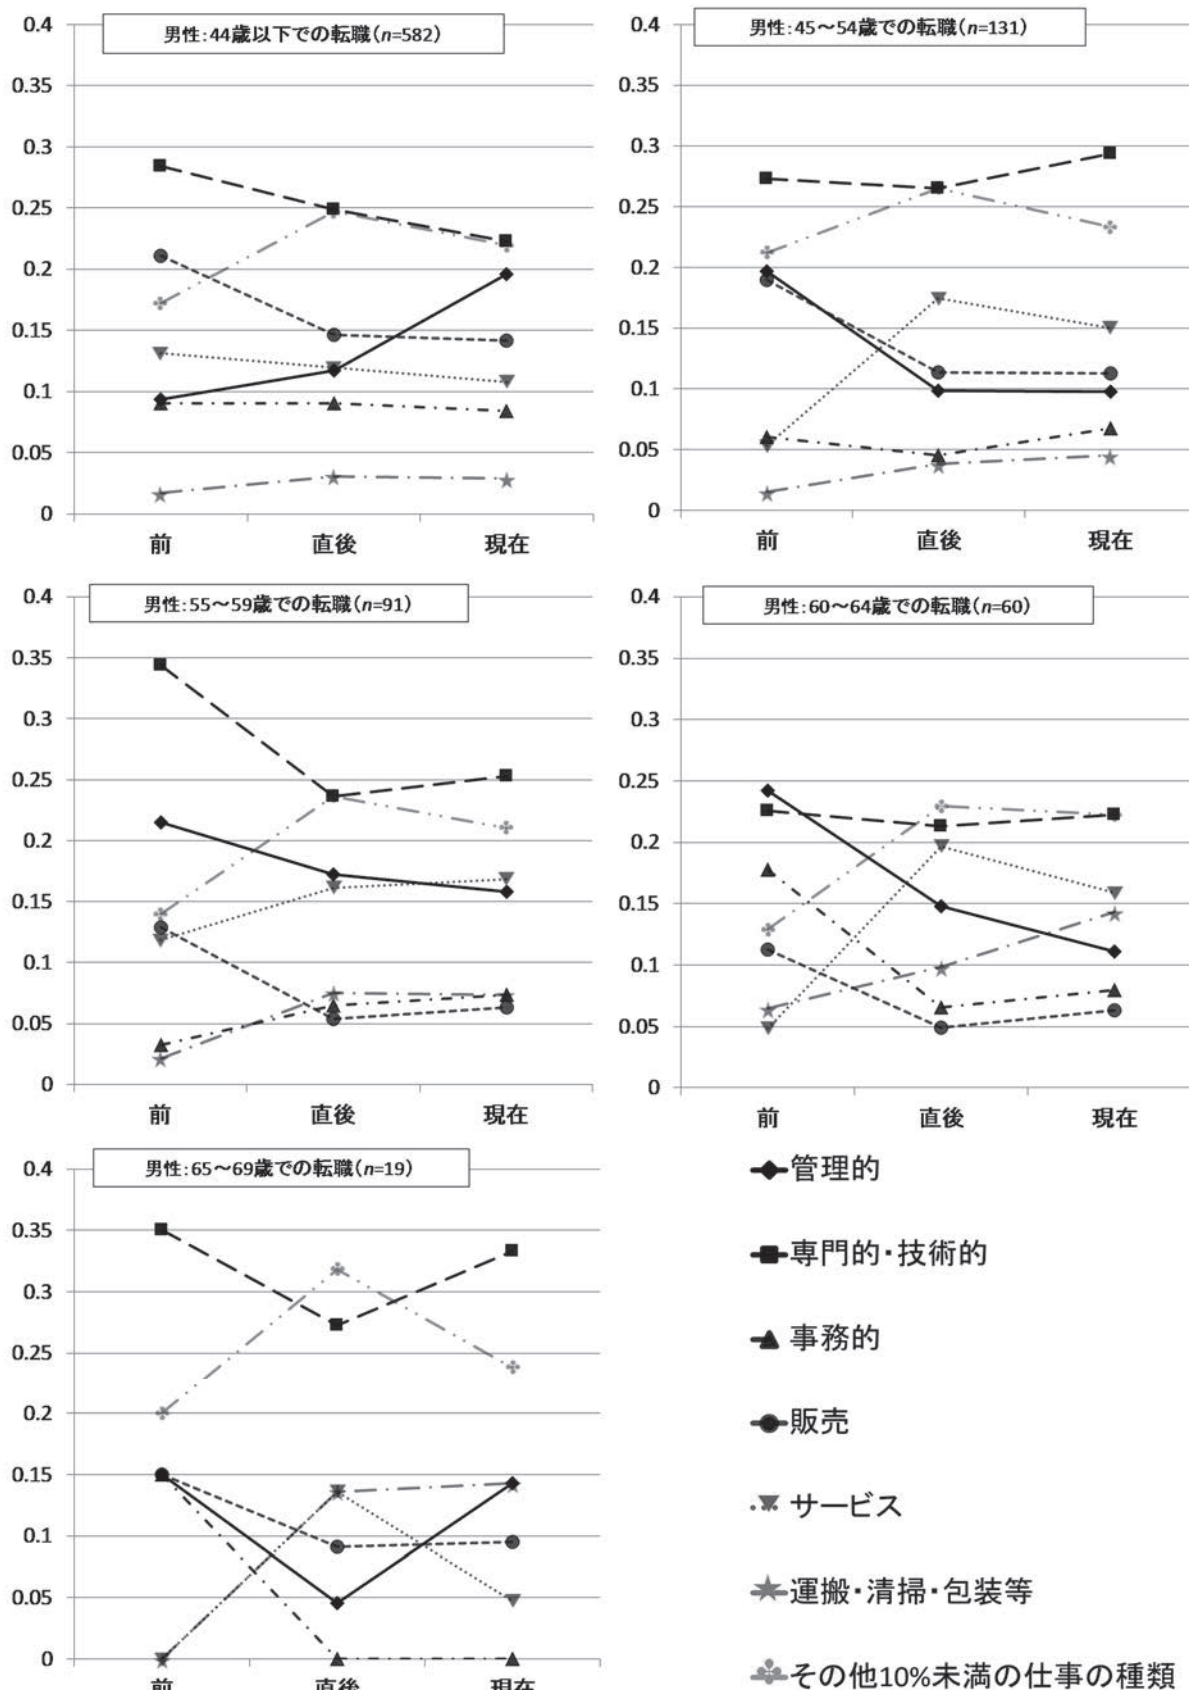 男性：44歳以下での転職（n=582）
0.4
0.35
0.3
0.25
0.2
0.15
0.1
0.05
0
前 直後 現在
男性：45～54歳での転職（n=131）
0.4
0.35
0.3
0.25
0.2
0.15
0.1
0.05
0
前 直後 現在
男性：55～59歳での転職（n=91）
0.4
0.35
0.3
0.25
0.2
0.15
0.1
0.05
0
前 直後 現在
男性：60～64歳での転職（n=60）
0.4
0.35
0.3
0.25
0.2
0.15
0.1
0.05
0
前 直後 現在
男性：65～69歳での転職（n=19）
0.4
0.35
0.3
0.25
0.2
0.15
0.1
0.05
0
前 直後 現在
管理的
専門的・技術的
事務的
販売
サービス
運搬・清掃・包装等
その他10%未満の仕事の種類